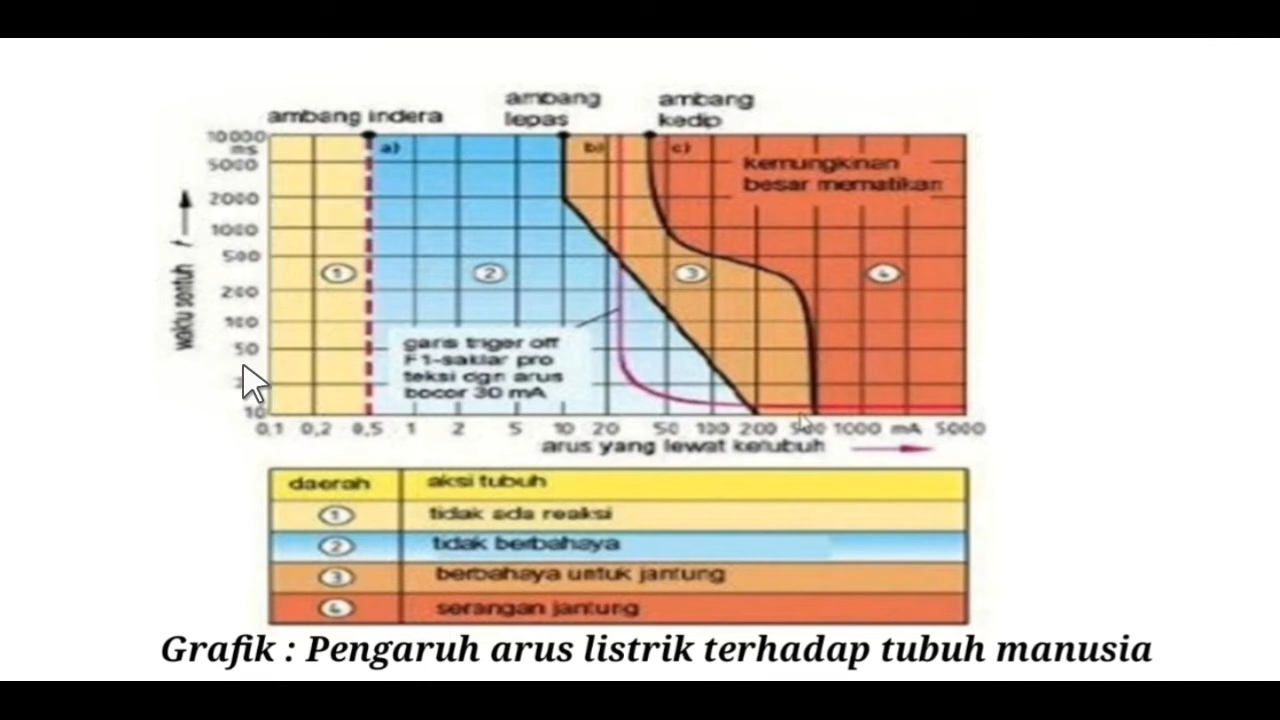 ambang indera
ambang
lepas
ambang
kedip
10000
ms
5000
2000
1000
500
200
100
50
10
waktu sentuh t
a)
b)
c)
kemungkinan
besar mematikan
1
2
3
4
garis triger off
F1-saklar pro
teksi dgn arus
bocor 30 mA
0,1 0,2 0,5 1 2 5 10 20 50 100 200 500 1000 mA 5000
arus yang lewat ketubuh
daerah aksi tubuh
1 tidak ada reaksi
2 tidak berbahaya
3 berbahaya untuk jantung
4 serangan jantung
Grafik : Pengaruh arus listrik terhadap tubuh manusia